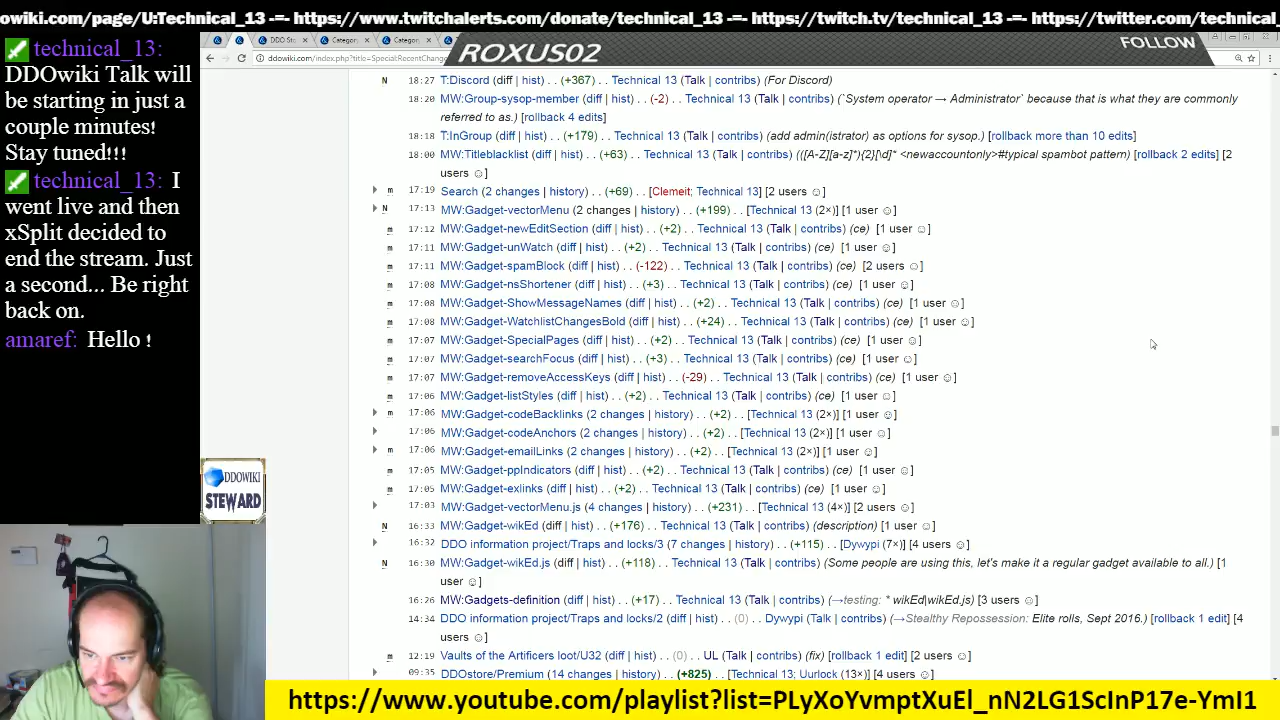 owiki.com/page/U:Technical_13 -=- https://www.twitchalerts.com/donate/technical_13 -=- https://twitch.tv/technical_13 -=- https://twitter.com/technical_
technical_13:
DDOwiki Talk will
be starting in just a
couple minutes!
Stay tuned!!!
technical_13: I
went live and then
xSplit decided to
end the stream. Just
a second... Be right
back on.
amaref: Hello !
DDO St
Categor
Categor
ROXUS02
FOLLOW
ddowiki.com/index.php?title=Special:RecentChange
N 18:27 T:Discord (diff | hist) . . (+367) . . Technical 13 (Talk | contribs) (For Discord)
18:20 MW:Group-sysop-member (diff | hist) . . (-2) . . Technical 13 (Talk | contribs) (`System operator → Administrator` because that is what they are commonly
referred to as.) [rollback 4 edits]
18:18 T:InGroup (diff | hist) . . (+179) . . Technical 13 (Talk | contribs) (add admin(istrator) as options for sysop.) [rollback more than 10 edits]
18:00 MW:Titleblacklist (diff | hist) . . (+63) . . Technical 13 (Talk | contribs) (([A-Z][a-z]*){2}[\d]* <newaccountonly>#typical spambot pattern) [rollback 2 edits] [2
users ☺]
m 17:19 Search (2 changes | history) . . (+69) . . [Clemeit; Technical 13] [2 users ☺]
N 17:13 MW:Gadget-vectorMenu (2 changes | history) . . (+199) . . [Technical 13 (2×)] [1 user ☺]
m 17:12 MW:Gadget-newEditSection (diff | hist) . . (+2) . . Technical 13 (Talk | contribs) (ce) [1 user ☺]
m 17:11 MW:Gadget-unWatch (diff | hist) . . (+2) . . Technical 13 (Talk | contribs) (ce) [1 user ☺]
m 17:11 MW:Gadget-spamBlock (diff | hist) . . (-122) . . Technical 13 (Talk | contribs) (ce) [2 users ☺]
m 17:08 MW:Gadget-nsShortener (diff | hist) . . (+3) . . Technical 13 (Talk | contribs) (ce) [1 user ☺]
m 17:08 MW:Gadget-ShowMessageNames (diff | hist) . . (+2) . . Technical 13 (Talk | contribs) (ce) [1 user ☺]
m 17:08 MW:Gadget-WatchlistChangesBold (diff | hist) . . (+24) . . Technical 13 (Talk | contribs) (ce) [1 user ☺]
m 17:07 MW:Gadget-SpecialPages (diff | hist) . . (+2) . . Technical 13 (Talk | contribs) (ce) [1 user ☺]
m 17:07 MW:Gadget-searchFocus (diff | hist) . . (+3) . . Technical 13 (Talk | contribs) (ce) [1 user ☺]
m 17:07 MW:Gadget-removeAccessKeys (diff | hist) . . (-29) . . Technical 13 (Talk | contribs) (ce) [1 user ☺]
m 17:06 MW:Gadget-listStyles (diff | hist) . . (+2) . . Technical 13 (Talk | contribs) (ce) [1 user ☺]
m 17:06 MW:Gadget-codeBacklinks (2 changes | history) . . (+2) . . [Technical 13 (2×)] [1 user ☺]
m 17:06 MW:Gadget-codeAnchors (2 changes | history) . . (+2) . . [Technical 13 (2×)] [1 user ☺]
m 17:06 MW:Gadget-emailLinks (2 changes | history) . . (+2) . . [Technical 13 (2×)] [1 user ☺]
m 17:05 MW:Gadget-ppIndicators (diff | hist) . . (+2) . . Technical 13 (Talk | contribs) (ce) [1 user ☺]
m 17:05 MW:Gadget-exlinks (diff | hist) . . (+2) . . Technical 13 (Talk | contribs) (ce) [1 user ☺]
17:03 MW:Gadget-vectorMenu.js (4 changes | history) . . (+231) . . [Technical 13 (4×)] [2 users ☺]
N 16:33 MW:Gadget-wikEd (diff | hist) . . (+176) . . Technical 13 (Talk | contribs) (description) [1 user ☺]
16:32 DDO information project/Traps and locks/3 (7 changes | history) . . (+115) . . [Dywypi (7×)] [4 users ☺]
N 16:30 MW:Gadget-wikEd.js (diff | hist) . . (+118) . . Technical 13 (Talk | contribs) (Some people are using this, let's make it a regular gadget available to all.) [1
user ☺]
16:26 MW:Gadgets-definition (diff | hist) . . (+17) . . Technical 13 (Talk | contribs) (→testing: * wikEd|wikEd.js) [3 users ☺]
14:34 DDO information project/Traps and locks/2 (diff | hist) . . (0) . . Dywypi (Talk | contribs) (→Stealthy Repossession: Elite rolls, Sept 2016.) [rollback 1 edit] [4
users ☺]
m 12:19 Vaults of the Artificers loot/U32 (diff | hist) . . (0) . . UL (Talk | contribs) (fix) [rollback 1 edit] [2 users ☺]
09:35 DDOstore/Premium (14 changes | history) . . (+825) . . [Technical 13; Uurlock (13×)] [4 users ☺]
DDOWIKI
STEWARD
https://www.youtube.com/playlist?list=PLyXoYvmptXuEl_nN2LG1ScInP17e-YmI1